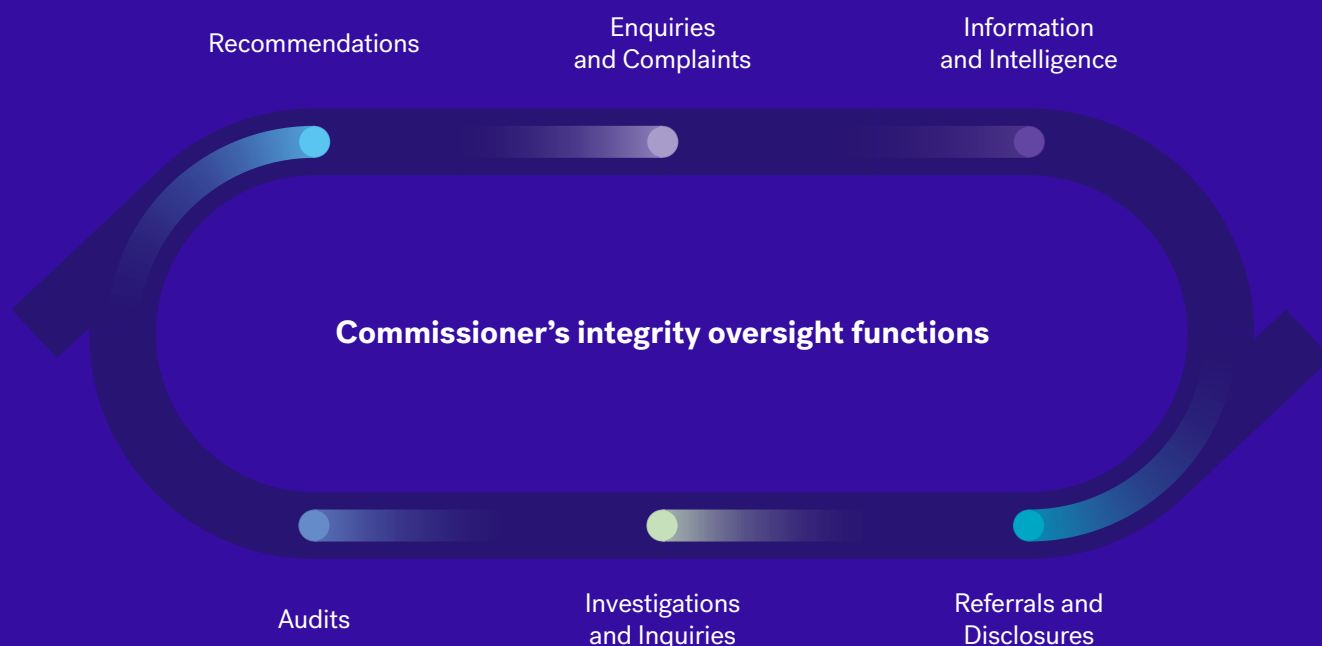 Recommendations
Enquiries
and Complaints
Information
and Intelligence
Commissioner’s integrity oversight functions
Audits
Investigations
and Inquiries
Referrals and
Disclosures